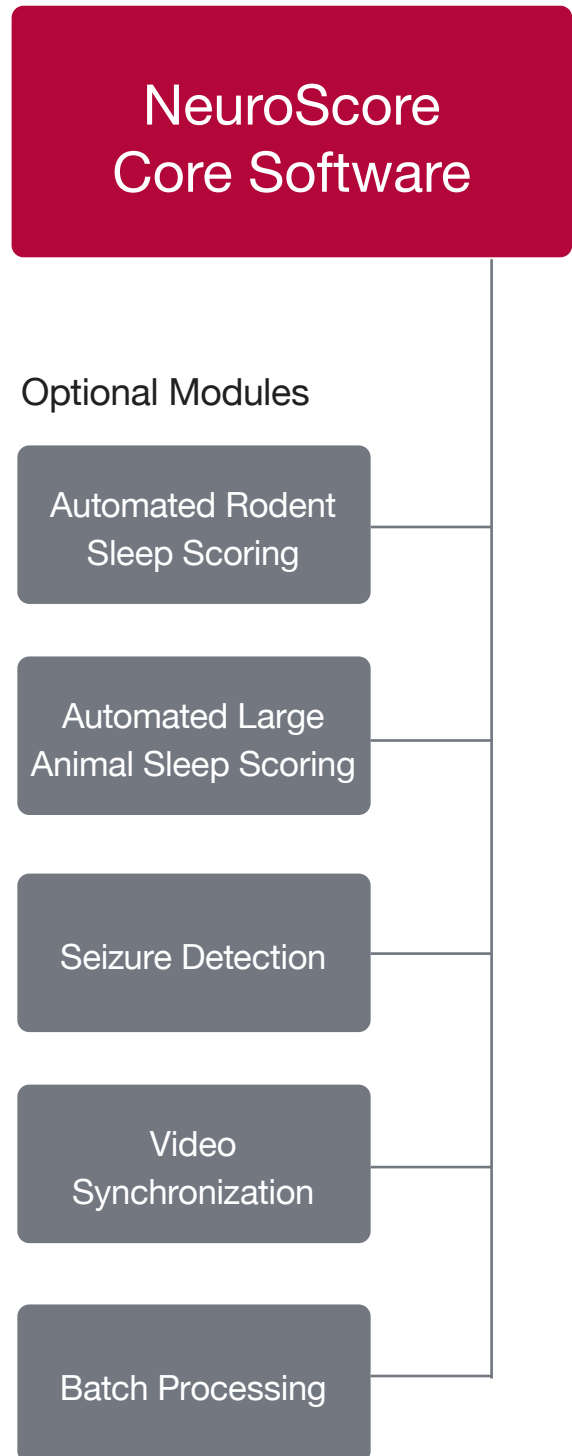 NeuroScore
Core Software
Optional Modules
Automated Rodent
Sleep Scoring
Automated Large
Animal Sleep Scoring
Seizure Detection
Video
Synchronization
Batch Processing